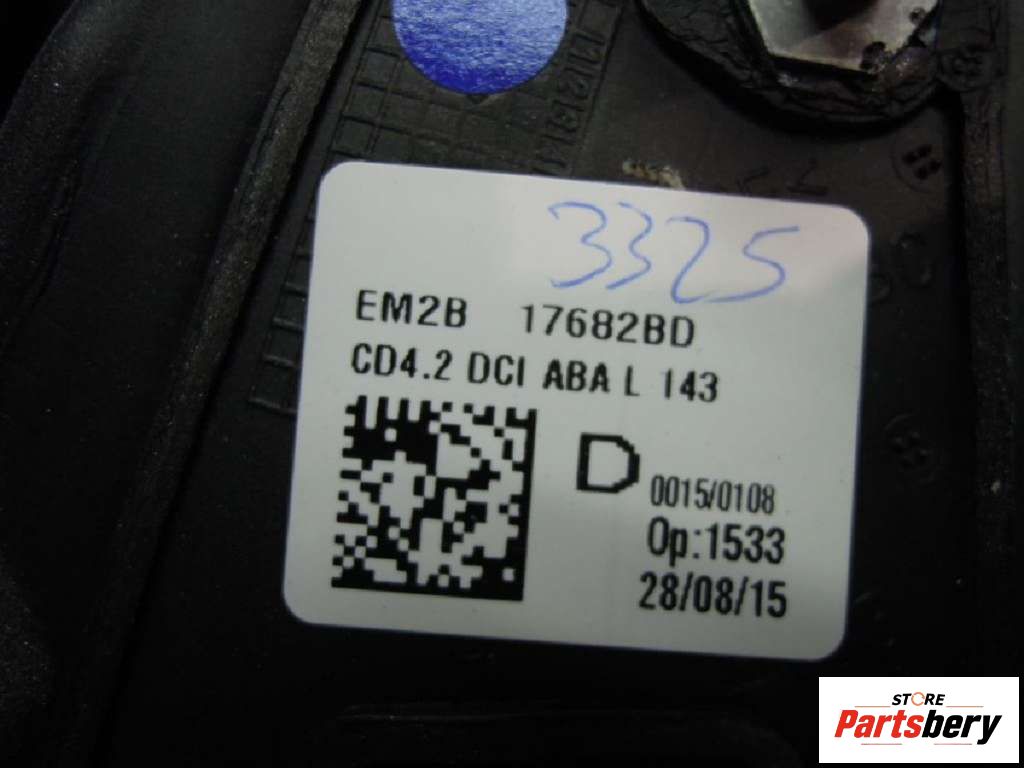 3325
EM2B 17682BD
CD4.2 DCI ABA L 143
D
0015/0108
Op:1533
28/08/15
STORE
Partsbery